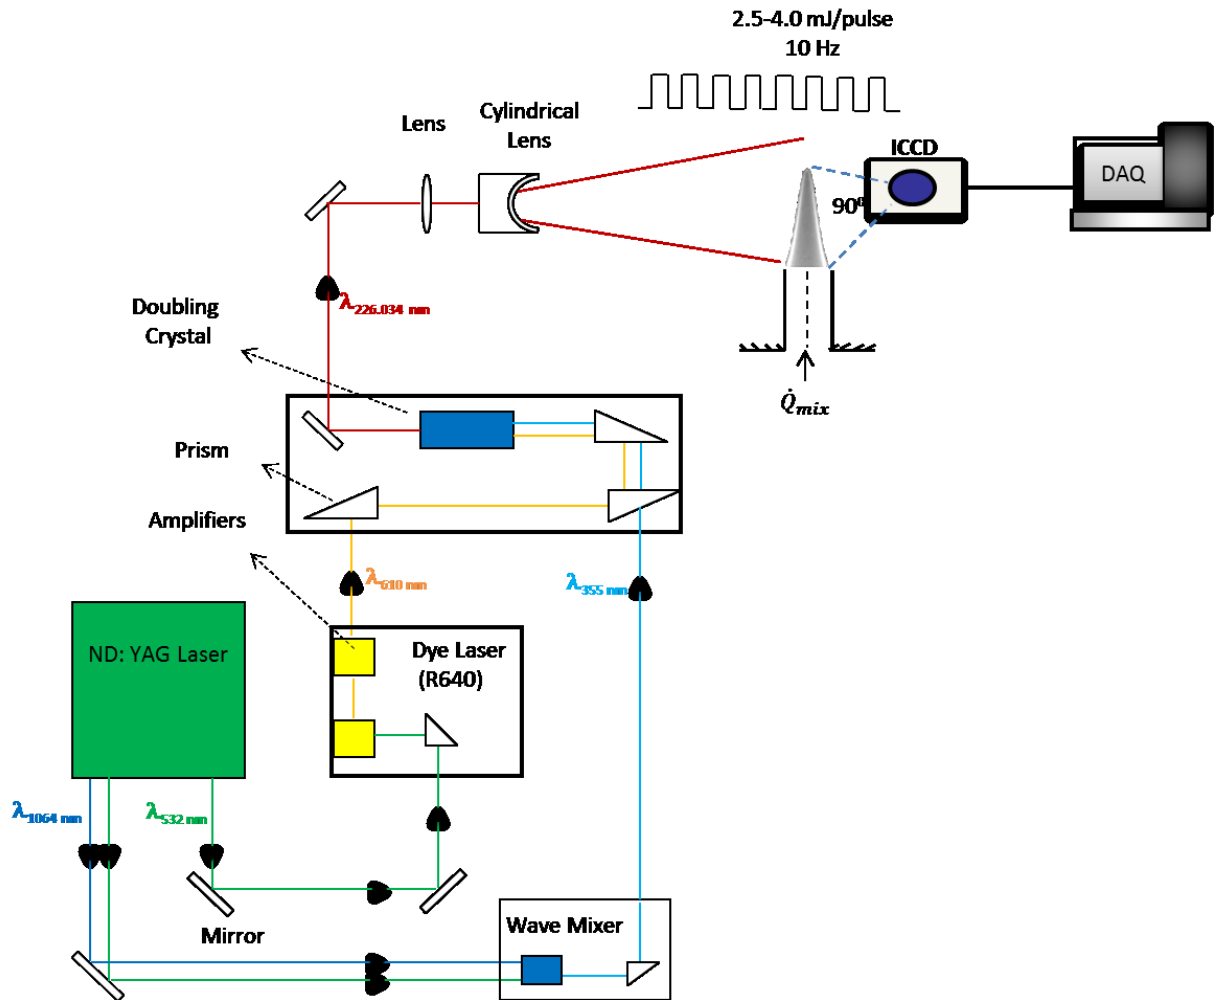 2.5-4.0 mJ/pulse
10 Hz
Lens
Cylindrical
Lens
ICCD
DAQ
90⁰
λ226.034 nm
Doubling
Crystal
Q̇mix
Prism
Amplifiers
λ610 nm
λ355 nm
ND: YAG Laser
Dye Laser
(R640)
λ1064 nm
λ532 nm
Mirror
Wave Mixer